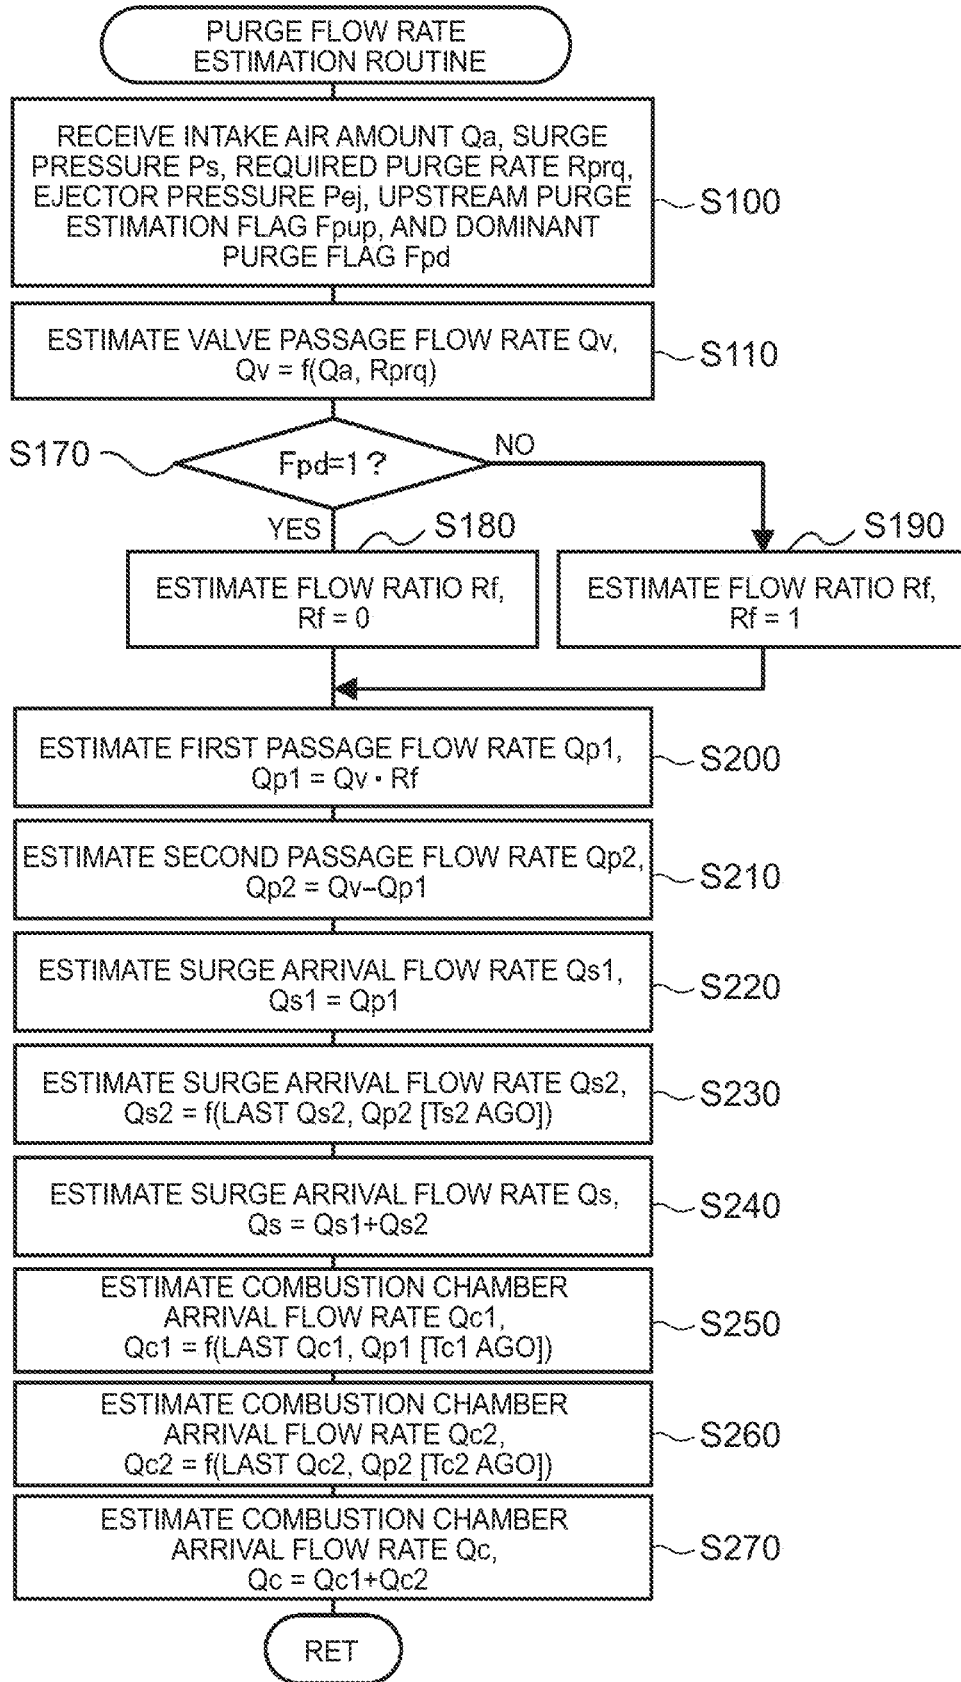 PURGE FLOW RATE
ESTIMATION ROUTINE
RECEIVE INTAKE AIR AMOUNT Qa, SURGE
PRESSURE Ps, REQUIRED PURGE RATE Rprq,
EJECTOR PRESSURE Pej, UPSTREAM PURGE
ESTIMATION FLAG Fpup, AND DOMINANT
PURGE FLAG Fpd
S100
ESTIMATE VALVE PASSAGE FLOW RATE Qv,
Qv = f(Qa, Rprq)
S110
S170
Fpd=1?
NO
YES
S180
S190
ESTIMATE FLOW RATIO Rf,
Rf = 0
ESTIMATE FLOW RATIO Rf,
Rf = 1
ESTIMATE FIRST PASSAGE FLOW RATE Qp1,
Qp1 = Qv · Rf
S200
ESTIMATE SECOND PASSAGE FLOW RATE Qp2,
Qp2 = Qv–Qp1
S210
ESTIMATE SURGE ARRIVAL FLOW RATE Qs1,
Qs1 = Qp1
S220
ESTIMATE SURGE ARRIVAL FLOW RATE Qs2,
Qs2 = f(LAST Qs2, Qp2 [Ts2 AGO])
S230
ESTIMATE SURGE ARRIVAL FLOW RATE Qs,
Qs = Qs1+Qs2
S240
ESTIMATE COMBUSTION CHAMBER
ARRIVAL FLOW RATE Qc1,
Qc1 = f(LAST Qc1, Qp1 [Tc1 AGO])
S250
ESTIMATE COMBUSTION CHAMBER
ARRIVAL FLOW RATE Qc2,
Qc2 = f(LAST Qc2, Qp2 [Tc2 AGO])
S260
ESTIMATE COMBUSTION CHAMBER
ARRIVAL FLOW RATE Qc,
Qc = Qc1+Qc2
S270
RET